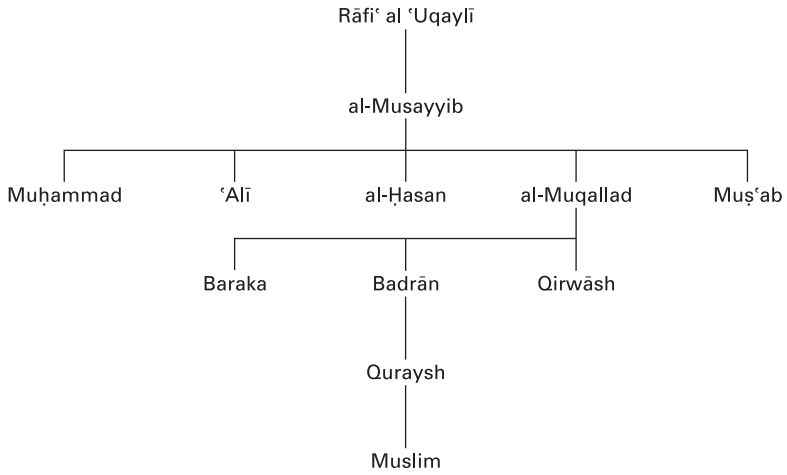 Rāfiʿ al ʿUqaylī
al-Musayyib
Muḥammad ʿAlī al-Ḥasan al-Muqallad Muṣʿab
Baraka Badrān Qirwāsh
Quraysh
Muslim